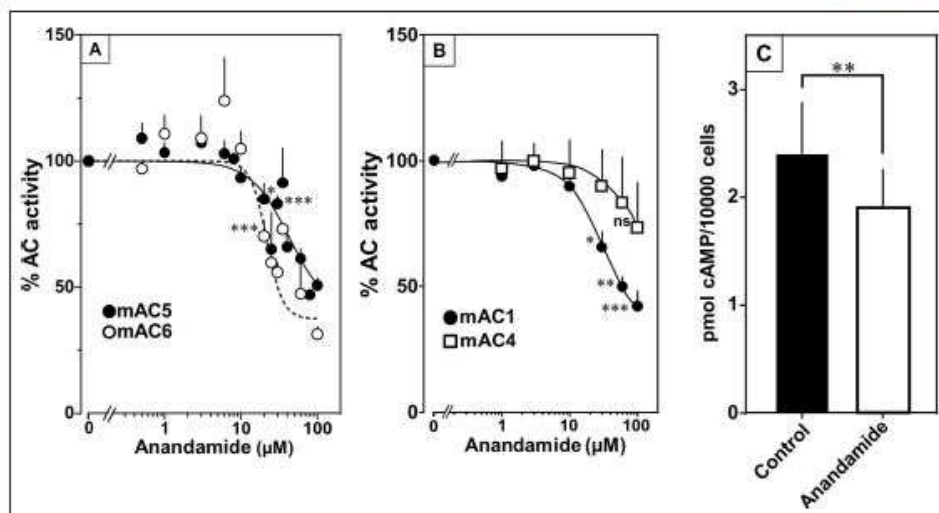 A
150
100
50
0
% AC activity
*
***
***
mAC5
mAC6
0
1
10
100
Anandamide (µM)
B
150
100
50
0
% AC activity
ns
*
**
***
mAC1
mAC4
0
1
10
100
Anandamide (µM)
C
3
2
1
0
pmol cAMP/10000 cells
**
Control
Anandamide